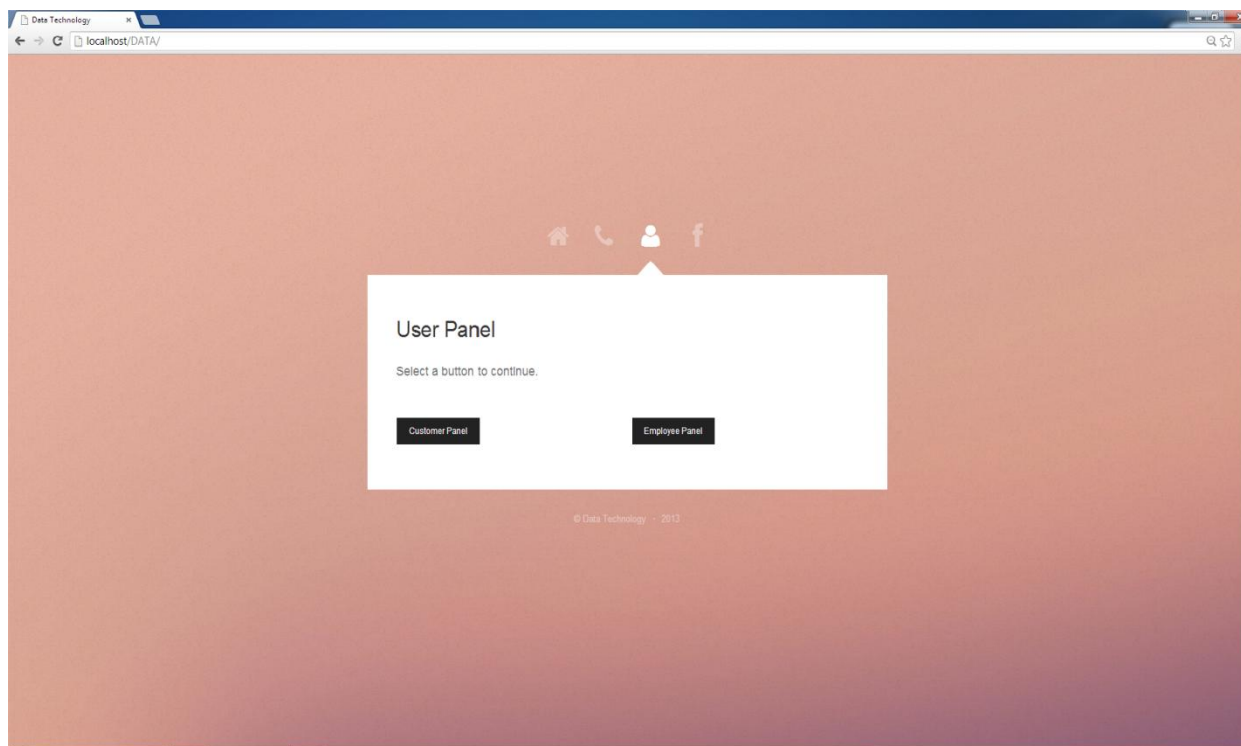 Data Technology
localhost/DATA/
User Panel
Select a button to continue.
Customer Panel
Employee Panel
© Data Technology - 2013